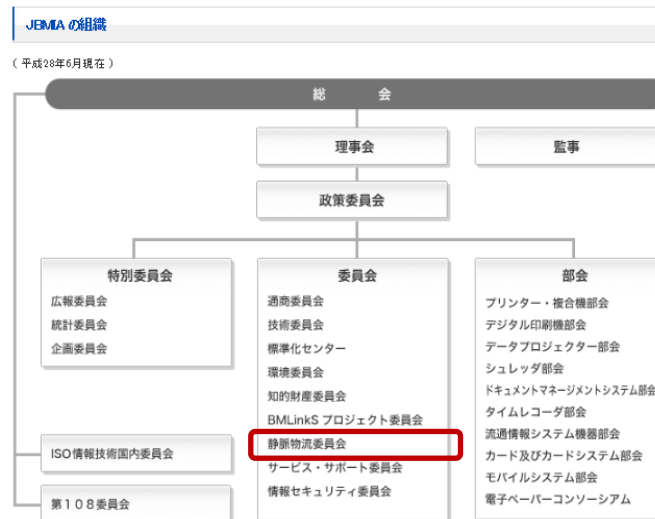 JBMIA の組織
( 平成28年6月現在 )
総 会
理事会
監事
政策委員会
特別委員会
広報委員会
統計委員会
企画委員会
委員会
通商委員会
技術委員会
標準化センター
環境委員会
知的財産委員会
BMLinkS プロジェクト委員会
静脈物流委員会
サービス・サポート委員会
情報セキュリティ委員会
部会
プリンター・複合機部会
デジタル印刷機部会
データプロジェクター部会
シュレッダ部会
ドキュメントマネージメントシステム部会
タイムレコーダ部会
流通情報システム機器部会
カード及びカードシステム部会
モバイルシステム部会
電子ペーパーコンソーシアム
ISO情報技術国内委員会
第108委員会